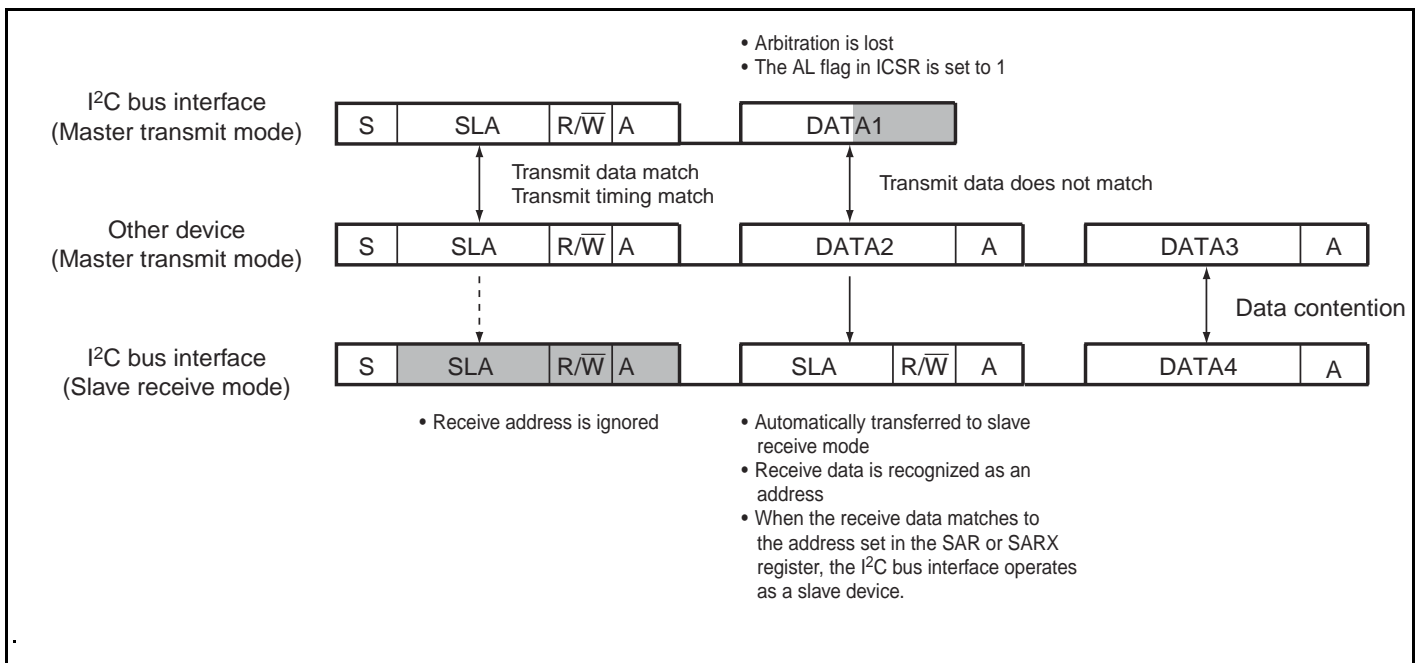 • Arbitration is lost
• The AL flag in ICSR is set to 1
I2C bus interface
(Master transmit mode)
S SLA R/W̅ A DATA1
Transmit data match
Transmit timing match
Transmit data does not match
Other device
(Master transmit mode)
S SLA R/W̅ A DATA2 A DATA3 A
Data contention
I2C bus interface
(Slave receive mode)
S SLA R/W̅ A SLA R/W̅ A DATA4 A
• Receive address is ignored
• Automatically transferred to slave
receive mode
• Receive data is recognized as an
address
• When the receive data matches to
the address set in the SAR or SARX
register, the I2C bus interface operates
as a slave device.
.